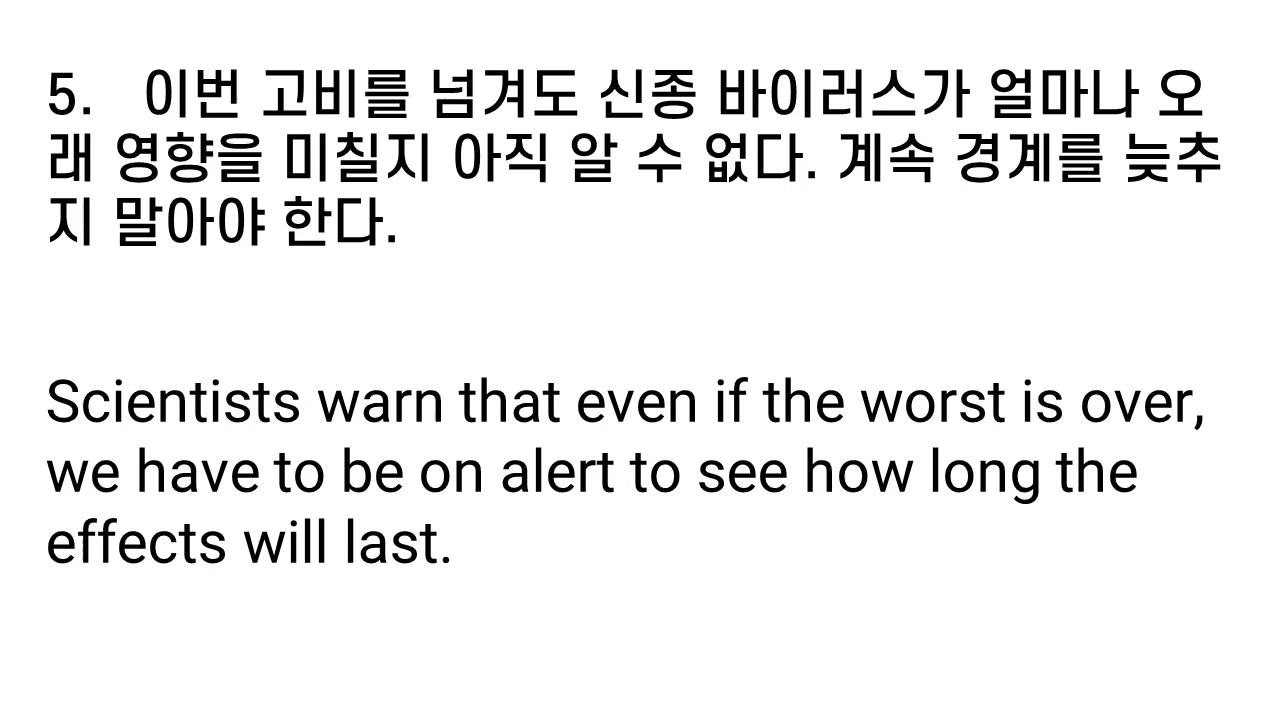 5. 이번 고비를 넘겨도 신종 바이러스가 얼마나 오
래 영향을 미칠지 아직 알 수 없다. 계속 경계를 늦추
지 말아야 한다.
Scientists warn that even if the worst is over,
we have to be on alert to see how long the
effects will last.